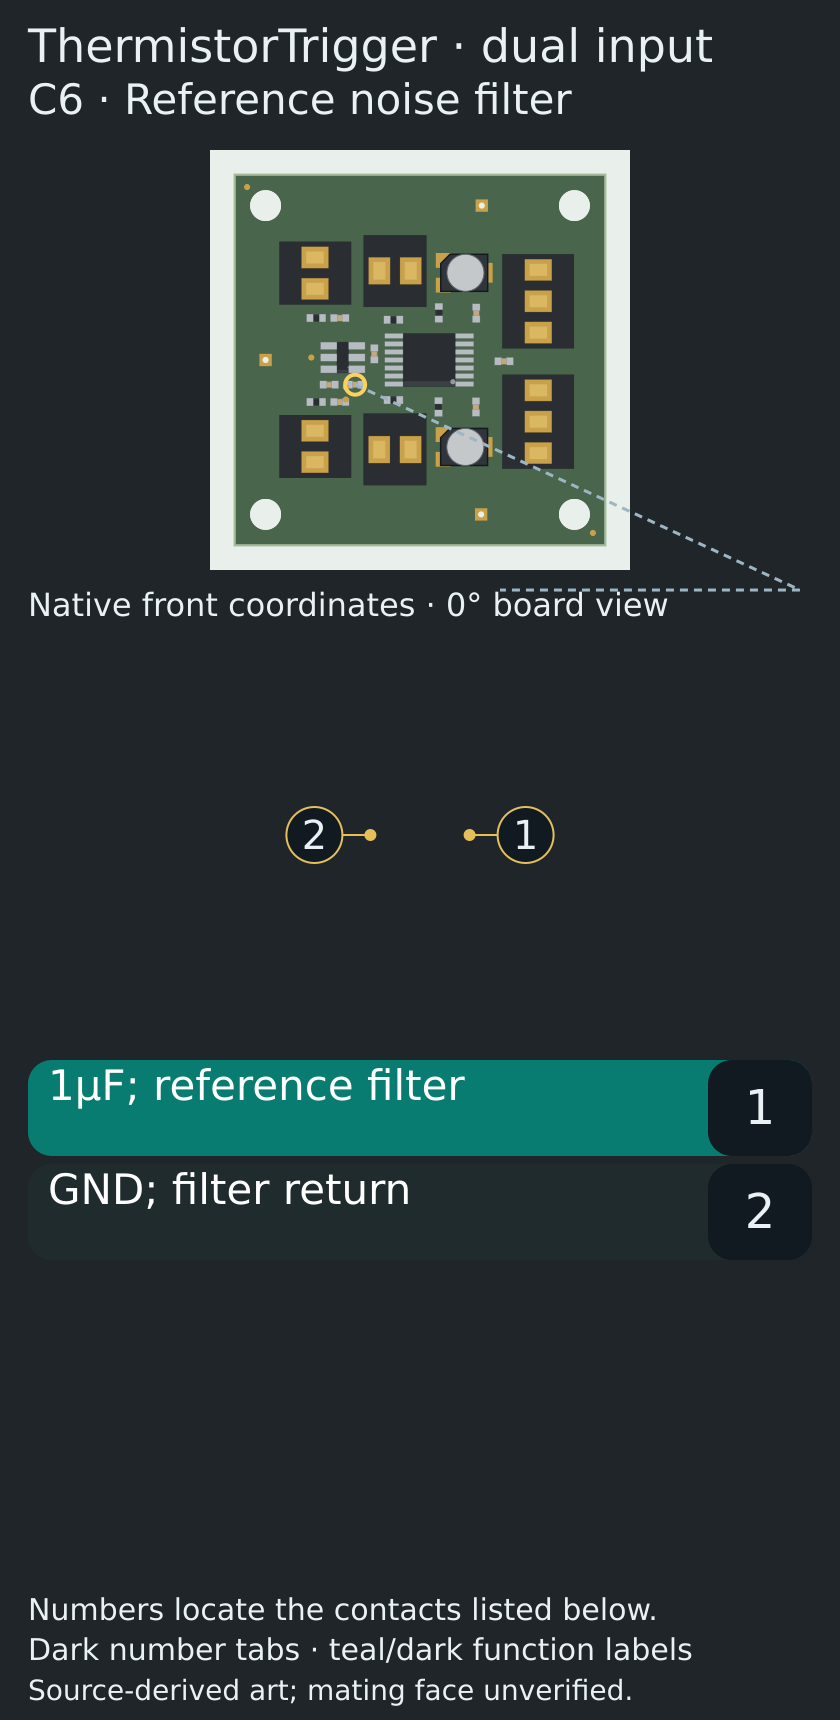 ThermistorTrigger · dual input
C6 · Reference noise filter
Native front coordinates · 0° board view
2 1
1µF; reference filter 1
GND; filter return 2
Numbers locate the contacts listed below.
Dark number tabs · teal/dark function labels
Source-derived art; mating face unverified.